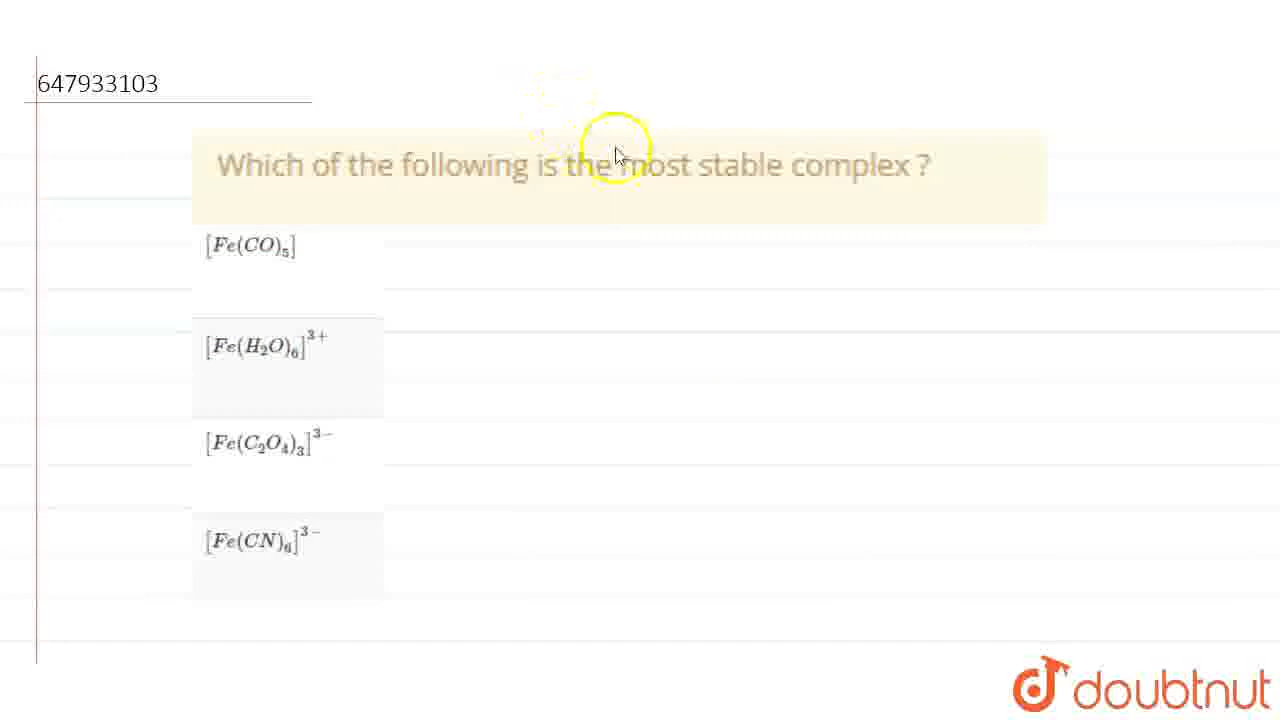 647933103
Which of the following is the most stable complex ?
[Fe(CO)₅]
[Fe(H₂O)₆]³⁺
[Fe(C₂O₄)₃]³⁻
[Fe(CN)₆]³⁻
doubtnut